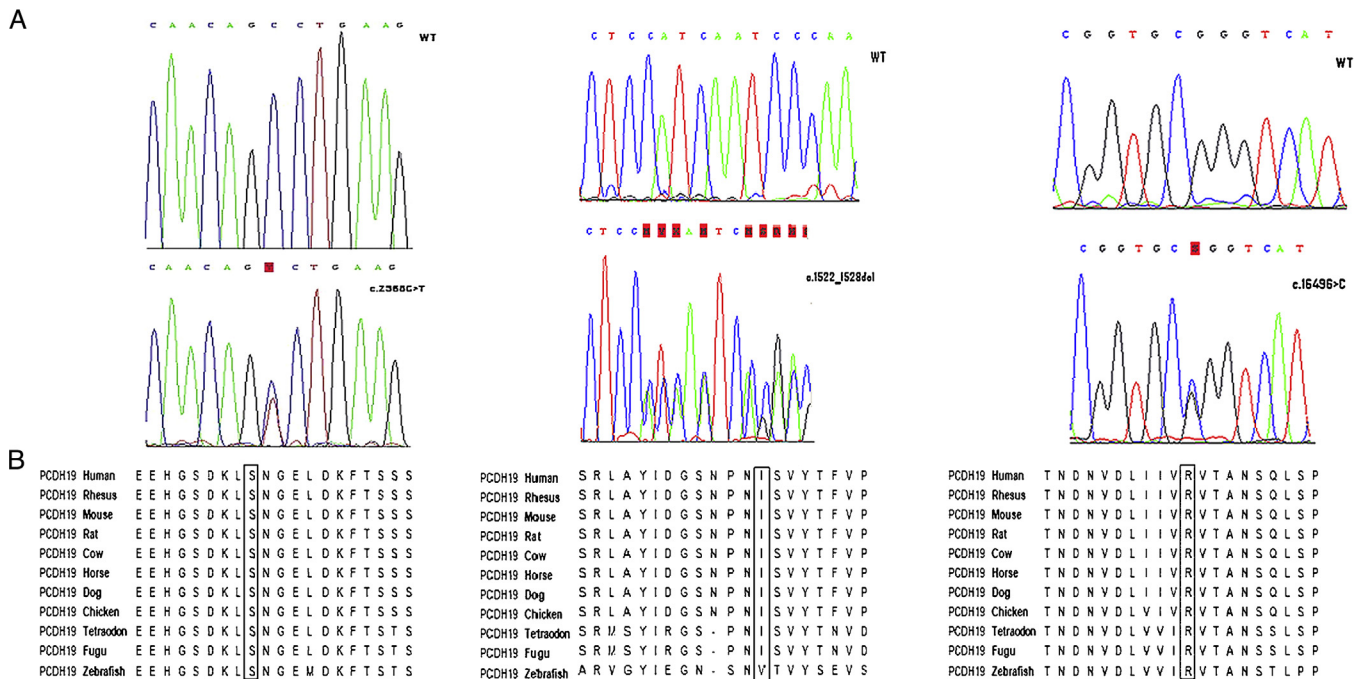 A
C A A C A G C C T G A A G
WT
C T C C A T C A A T C C C A A
WT
C G G T G C G G G T C A T
WT
C A A C A G Y C T G A A G
c.2368C>T
C T C C A T C
c.1522_1528del
C G G T G C S G G T C A T
c.1649G>C
B
PCDH19 Human E E H G S D K L S N G E L D K F T S S S
PCDH19 Rhesus E E H G S D K L S N G E L D K F T S S S
PCDH19 Mouse E E H G S D K L S N G E L D K F T S S S
PCDH19 Rat E E H G S D K L S N G E L D K F T S S S
PCDH19 Cow E E H G S D K L S N G E L D K F T S S S
PCDH19 Horse E E H G S D K L S N G E L D K F T S S S
PCDH19 Dog E E H G S D K L S N G E L D K F T S S S
PCDH19 Chicken E E H G S D K L S N G E L D K F T S S S
PCDH19 Tetraodon E E H G S D K L S N G E L D K F T S T S
PCDH19 Fugu E E H G S D K L S N G E L D K F T S T S
PCDH19 Zebrafish E E H G S D K L S N G E M D K F T S T S
PCDH19 Human S R L A Y I D G S N P N I S V Y T F V P
PCDH19 Rhesus S R L A Y I D G S N P N I S V Y T F V P
PCDH19 Mouse S R L A Y I D G S N P N I S V Y T F V P
PCDH19 Rat S R L A Y I D G S N P N I S V Y T F V P
PCDH19 Cow S R L A Y I D G S N P N I S V Y T F V P
PCDH19 Horse S R L A Y I D G S N P N I S V Y T F V P
PCDH19 Dog S R L A Y I D G S N P N I S V Y T F V P
PCDH19 Chicken S R L A Y I D G S N P N I S V Y T F V P
PCDH19 Tetraodon S R M S Y I R G S - P N I S V Y T N V D
PCDH19 Fugu S R M S Y I R G S - P N I S V Y T N V D
PCDH19 Zebrafish A R V G Y I E G N - S N V T V Y S E V S
PCDH19 Human T N D N V D L I I V R V T A N S Q L S P
PCDH19 Rhesus T N D N V D L I I V R V T A N S Q L S P
PCDH19 Mouse T N D N V D L I I V R V T A N S Q L S P
PCDH19 Rat T N D N V D L I I V R V T A N S Q L S P
PCDH19 Cow T N D N V D L I I V R V T A N S Q L S P
PCDH19 Horse T N D N V D L I I V R V T A N S Q L S P
PCDH19 Dog T N D N V D L I I V R V T A N S Q L S P
PCDH19 Chicken T N D N V D L V I V R V T A N S Q L S P
PCDH19 Tetraodon T N D N V D L V V I R V T A N S S L S P
PCDH19 Fugu T N D N V D L V V I R V T A N S S L S P
PCDH19 Zebrafish T N D N V D L V V I R V T A N S T L P P